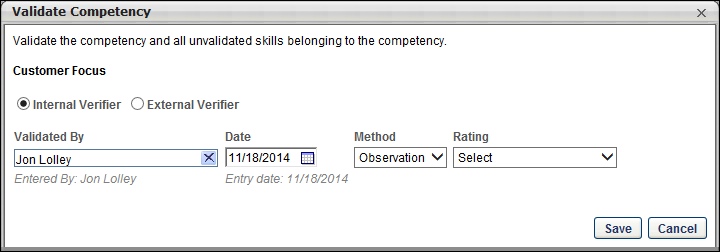 Validate Competency
Validate the competency and all unvalidated skills belonging to the competency.
Customer Focus
Internal Verifier External Verifier
Validated By Date Method Rating
Jon Lolley 11/18/2014 Observation Select
Entered By: Jon Lolley Entry date: 11/18/2014
Save Cancel